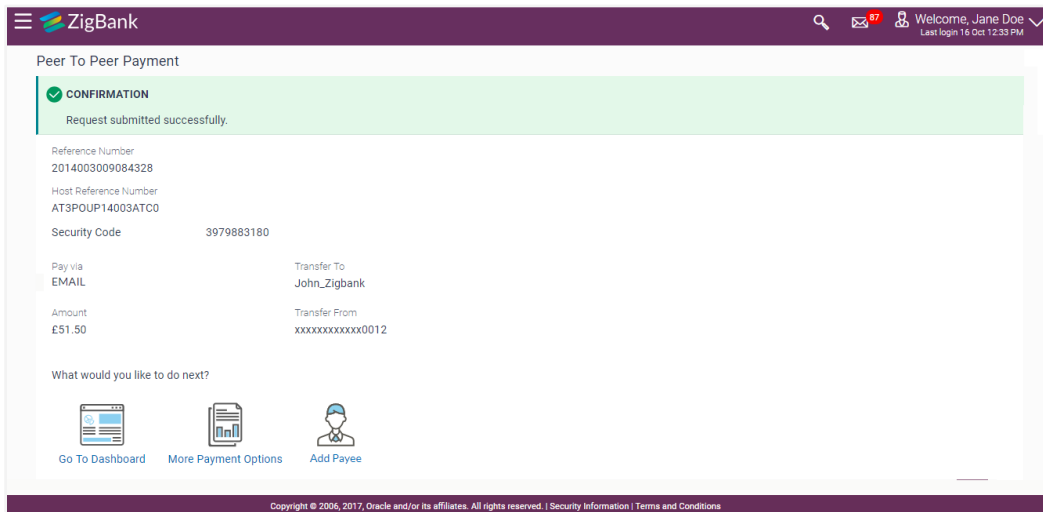 ZigBank
87
Welcome, Jane Doe
Last login 16 Oct 12:33 PM
Peer To Peer Payment
CONFIRMATION
Request submitted successfully.
Reference Number
2014003009084328
Host Reference Number
AT3POUP14003ATC0
Security Code 3979883180
Pay via Transfer To
EMAIL John_Zigbank
Amount Transfer From
£51.50 xxxxxxxxxxxx0012
What would you like to do next?
Go To Dashboard More Payment Options Add Payee
Copyright © 2006, 2017, Oracle and/or its affiliates. All rights reserved. | Security Information | Terms and Conditions